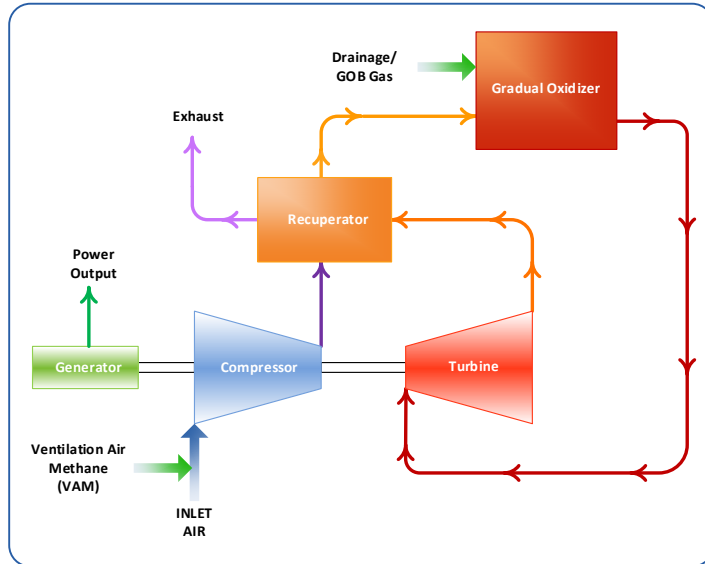 Drainage/
GOB Gas
Gradual Oxidizer
Exhaust
Recuperator
Power
Output
Generator
Compressor
Turbine
Ventilation Air
Methane
(VAM)
INLET
AIR